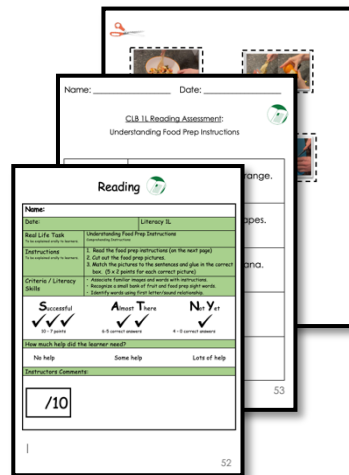 Name: Date:
CLB 1L Reading Assessment:
Understanding Food Prep Instructions
range.
apes.
ana.
53
Reading
Name:
Date: Literacy 1L
Real Life Task
To be explained orally to learners
Understanding Food Prep Instructions
Comprehending Instructions
Instructions
To be explained orally to learners
1. Read the food prep instructions (on the next page)
2. Cut out the food prep pictures.
3. Match the pictures to the sentences and glue in the correct
box. (5 x 2 points for each correct picture)
Criteria / Literacy
Skills
• Associate familiar images and words with instructions.
• Recognize a small bank of fruit and food prep sight words.
• Identify words using first letter/sound relationship.
Successful Almost There Not Yet
10 – 7 points 6-5 correct answers 4 – 0 correct answers
How much help did the learner need?
No help Some help Lots of help
Instructors Comments:
/10
52